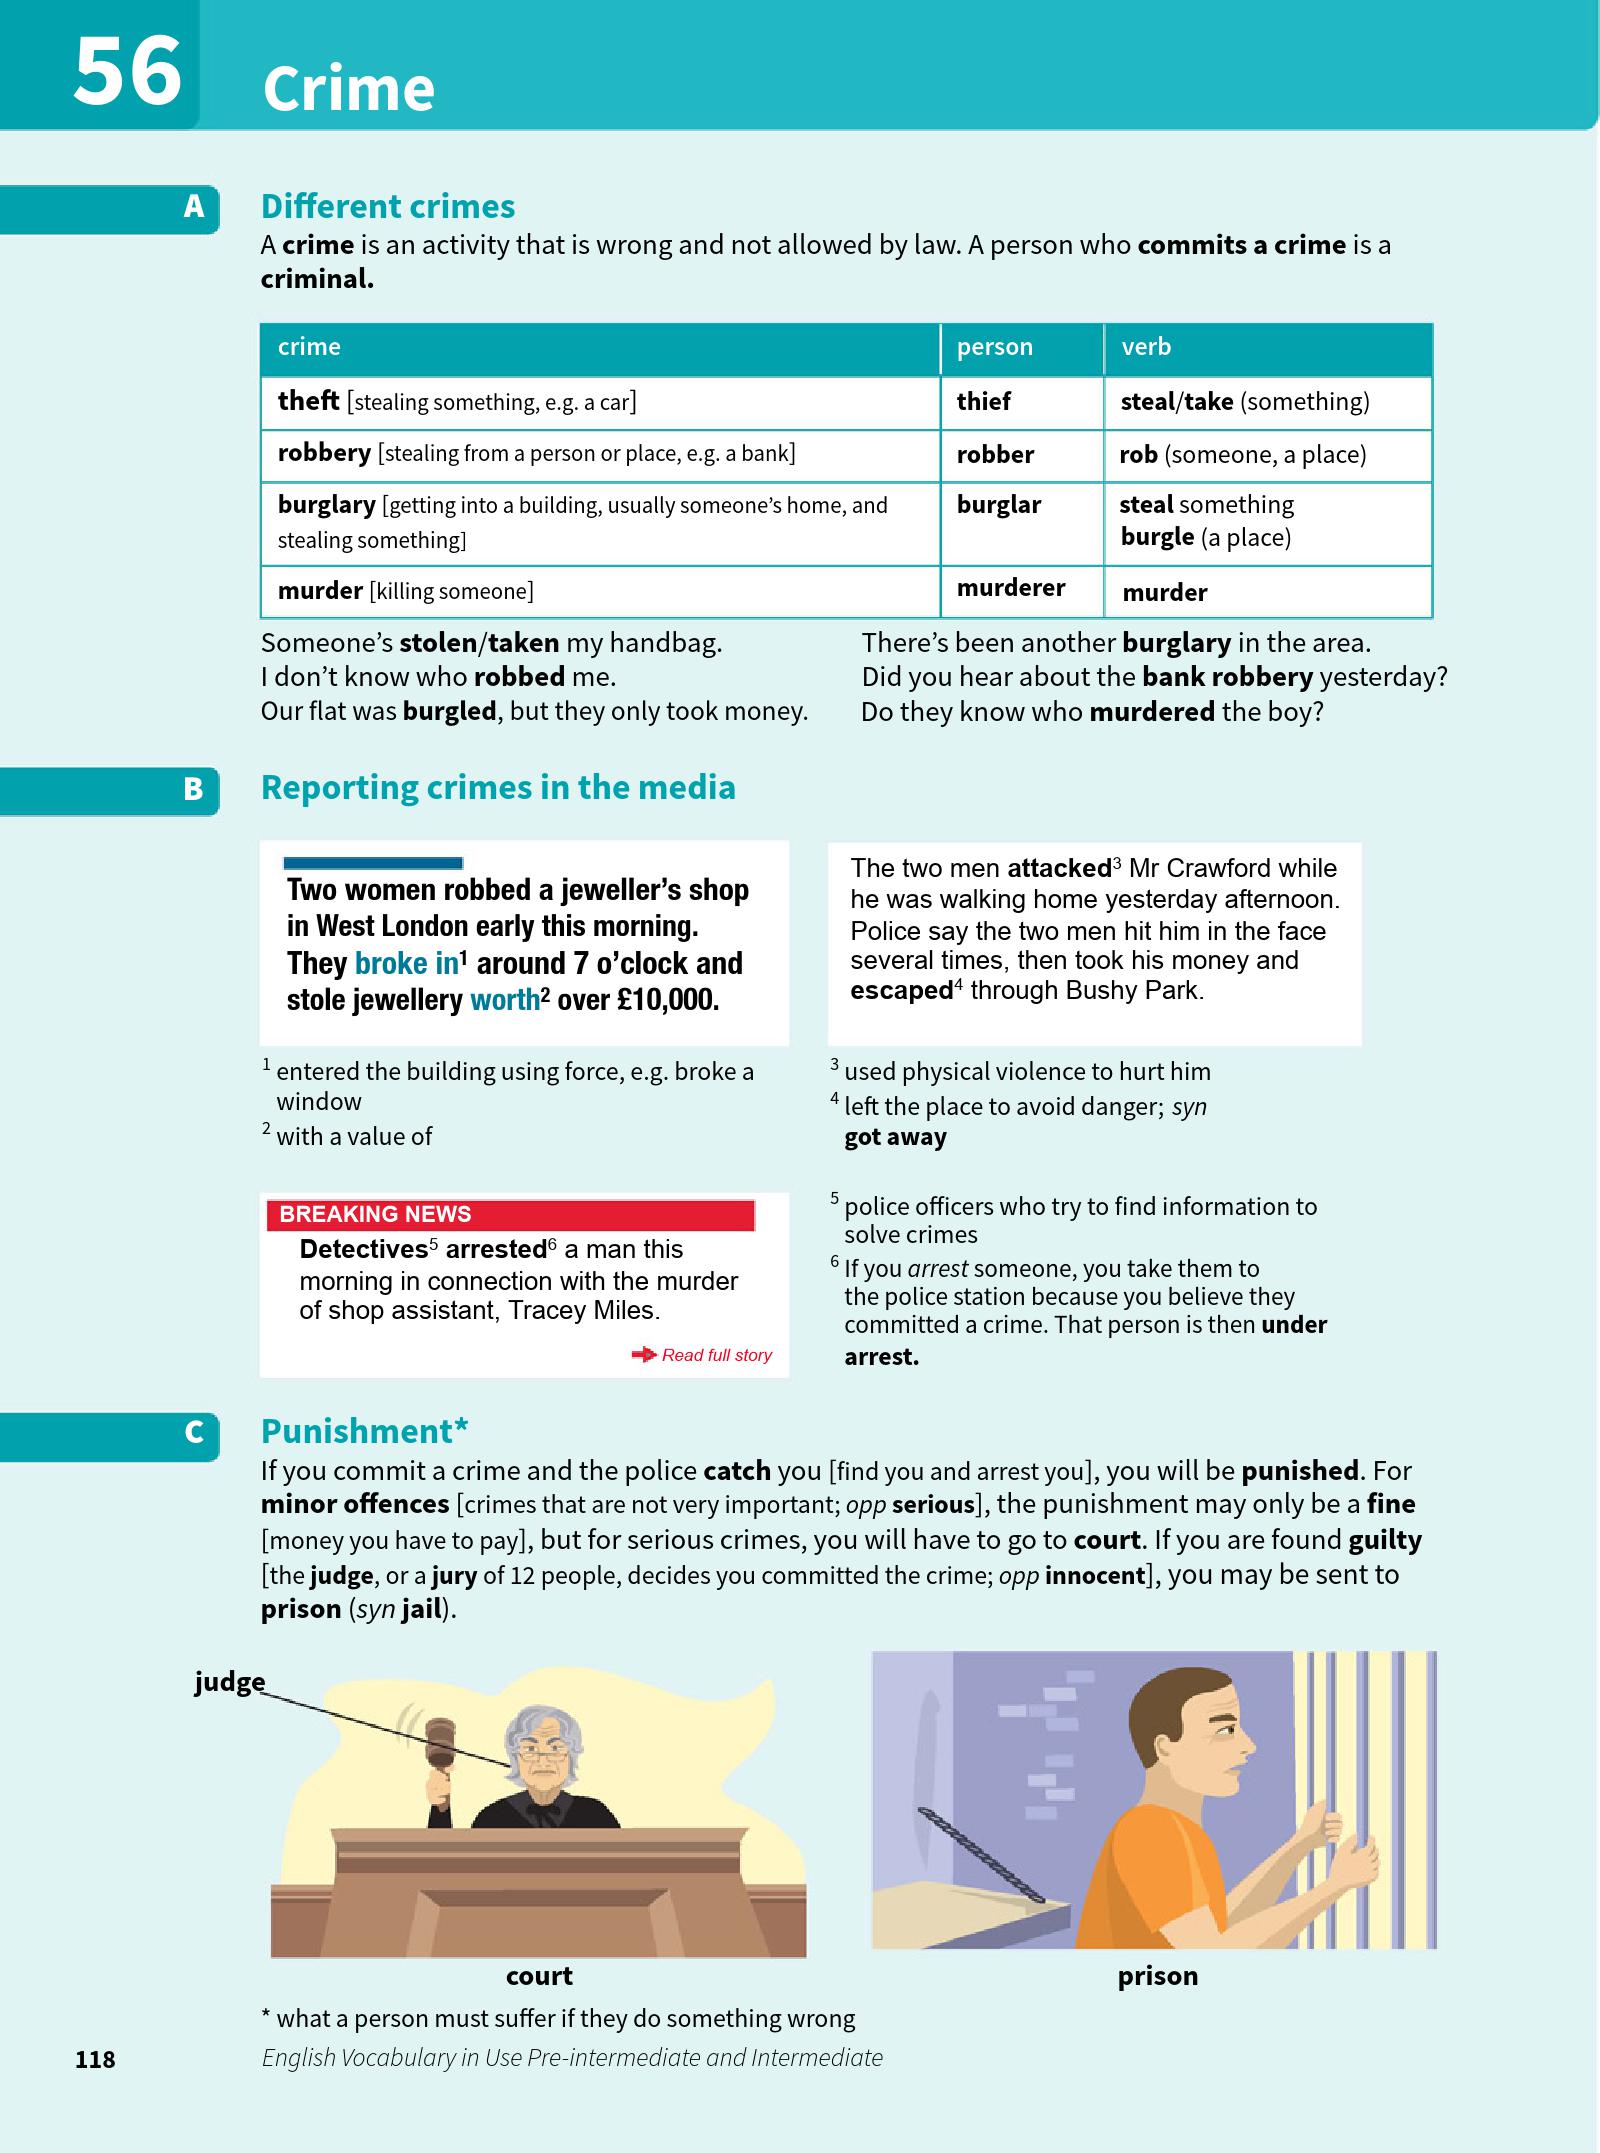 56
Crime
A
Different crimes
A crime is an activity that is wrong and not allowed by law. A person who commits a crime is a
criminal.
crime person verb
theft [stealing something, e.g. a car] thief steal/take (something)
robbery [stealing from a person or place, e.g. a bank] robber rob (someone, a place)
burglary [getting into a building, usually someone’s home, and
stealing something]
burglar
steal something
burgle (a place)
murder [killing someone] murderer murder
Someone’s stolen/taken my handbag.
I don’t know who robbed me.
Our flat was burgled, but they only took money.
There’s been another burglary in the area.
Did you hear about the bank robbery yesterday?
Do they know who murdered the boy?
B
Reporting crimes in the media
Two women robbed a jeweller’s shop
in West London early this morning.
They broke in1 around 7 o’clock and
stole jewellery worth2 over £10,000.
The two men attacked3 Mr Crawford while
he was walking home yesterday afternoon.
Police say the two men hit him in the face
several times, then took his money and
escaped4 through Bushy Park.
1 entered the building using force, e.g. broke a
window
2 with a value of
3 used physical violence to hurt him
4 left the place to avoid danger; syn
got away
BREAKING NEWS
Detectives5 arrested6 a man this
morning in connection with the murder
of shop assistant, Tracey Miles.
Read full story
5 police officers who try to find information to
solve crimes
6 If you arrest someone, you take them to
the police station because you believe they
committed a crime. That person is then under
arrest.
C
Punishment*
If you commit a crime and the police catch you [find you and arrest you], you will be punished. For
minor offences [crimes that are not very important; opp serious], the punishment may only be a fine
[money you have to pay], but for serious crimes, you will have to go to court. If you are found guilty
[the judge, or a jury of 12 people, decides you committed the crime; opp innocent], you may be sent to
prison (syn jail).
judge
court
prison
* what a person must suffer if they do something wrong
118
English Vocabulary in Use Pre-intermediate and Intermediate